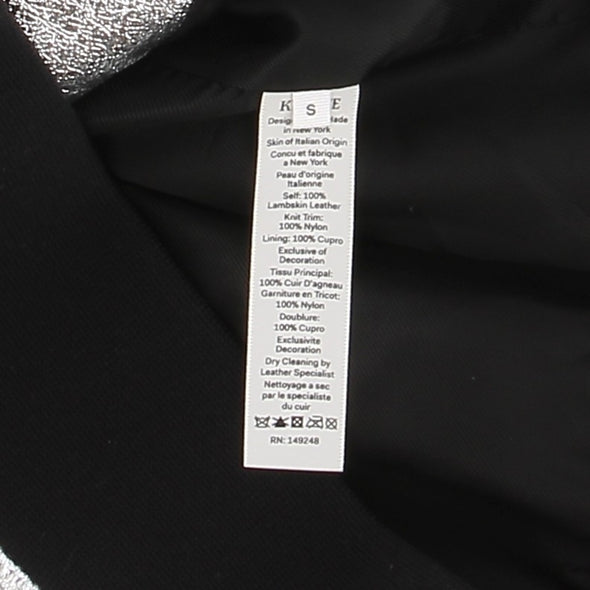 K E
S
in New York
Skin of Italian Origin
Concu et fabrique
a New York
Peau d'origine
Italienne
Self: 100%
Lambskin Leather
Knit Trim:
100% Nylon
Lining: 100% Cupro
Exclusive of
Decoration
Tissu Principal:
100% Cuir D'agneau
Garniture en Tricot:
100% Nylon
Doublure:
100% Cupro
Exclusivite
Decoration
Dry Cleaning by
Leather Specialist
Nettoyage a sec
par le specialiste
du cuir
RN: 149248